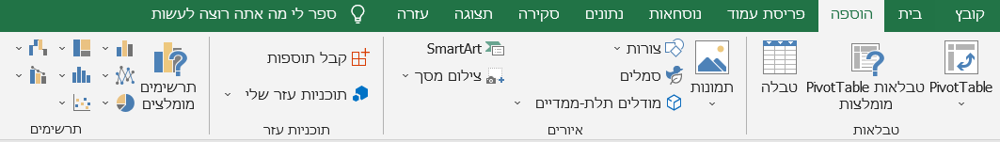 קובץ בית הוספה פריסת עמוד נוסחאות נתונים סקירה תצוגה עזרה ספר לי מה אתה רוצה לעשות
PivotTable
טבלאות PivotTable
מומלצות
טבלה
טבלאות
תמונות
צורות
סמלים
מודלים תלת-ממדיים
SmartArt
צילום מסך
איורים
קבל תוספות
תוכניות עזר שלי
תוכניות עזר
תרשימים
מומלצים
תרשימים